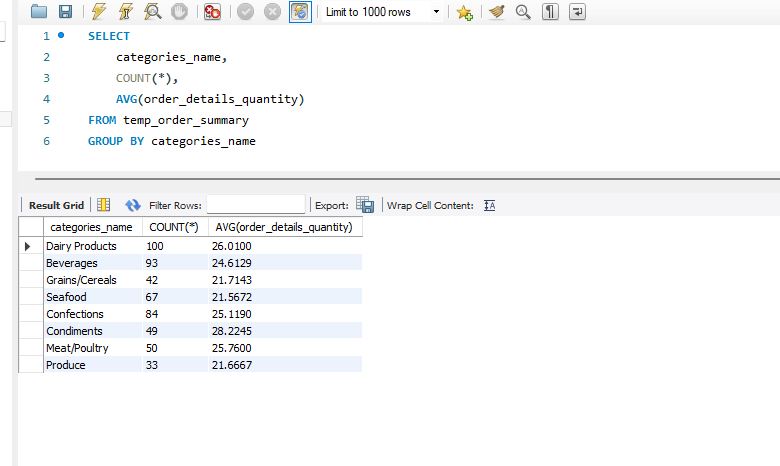 Limit to 1000 rows
1 SELECT
2 categories_name,
3 COUNT(*),
4 AVG(order_details_quantity)
5 FROM temp_order_summary
6 GROUP BY categories_name
Result Grid Filter Rows: Export: Wrap Cell Content: IA
categories_name COUNT(*) AVG(order_details_quantity)
Dairy Products 100 26.0100
Beverages 93 24.6129
Grains/Cereals 42 21.7143
Seafood 67 21.5672
Confections 84 25.1190
Condiments 49 28.2245
Meat/Poultry 50 25.7600
Produce 33 21.6667